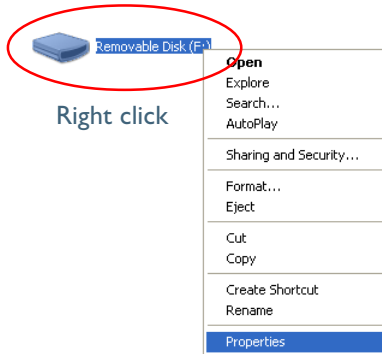 Removable Disk (F:)
Right click
Open
Explore
Search...
AutoPlay
Sharing and Security...
Format...
Eject
Cut
Copy
Create Shortcut
Rename
Properties